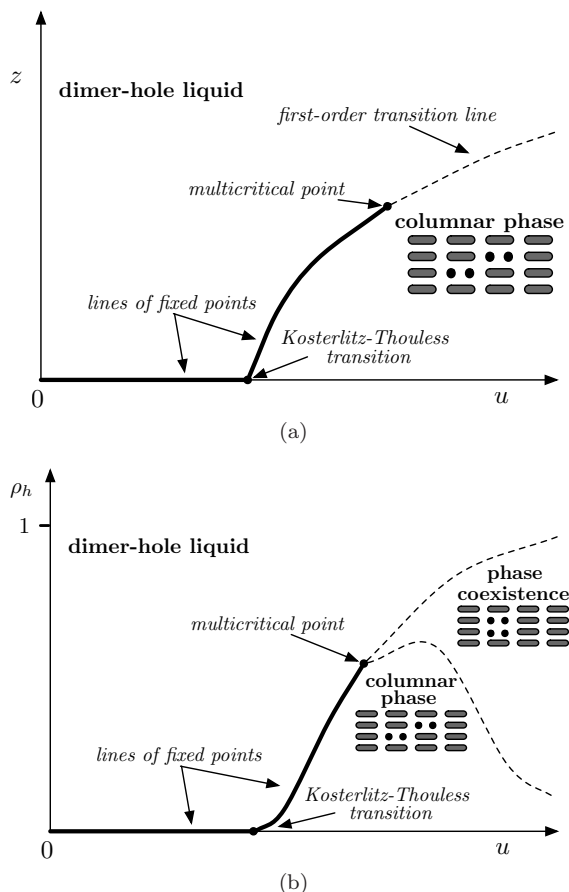 z
dimer-hole liquid
first-order transition line
multicritical point
columnar phase
lines of fixed points
Kosterlitz-Thouless
transition
0
u
(a)
ρh
1
dimer-hole liquid
phase
coexistence
multicritical point
columnar
phase
lines of fixed points
Kosterlitz-Thouless
transition
0
u
(b)